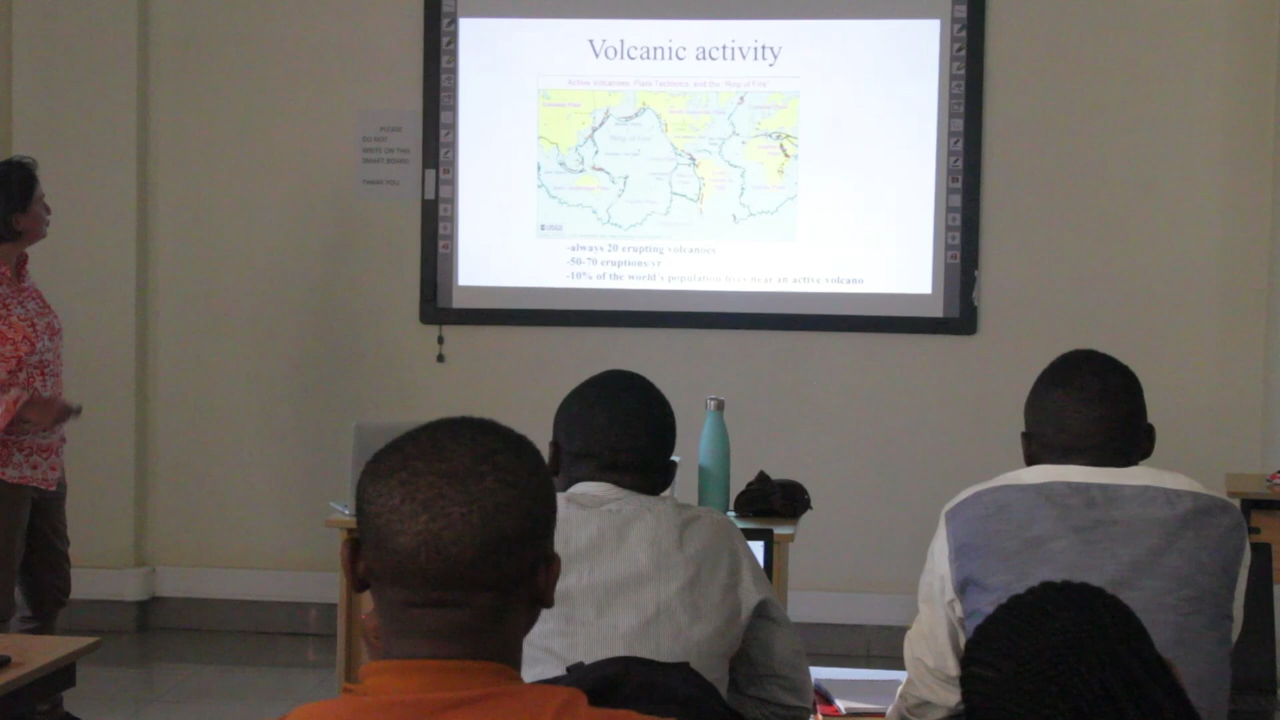 Volcanic activity
Active Volcanoes, Plate Tectonics, and the "Ring of Fire"
Ring of Fire
USGS
-always 20 erupting volcanoes
-50-70 eruptions/yr
-10% of the world's population lives near an active volcano
PLEASE
DO NOT
WRITE ON THIS
SMART BOARD
THANK YOU